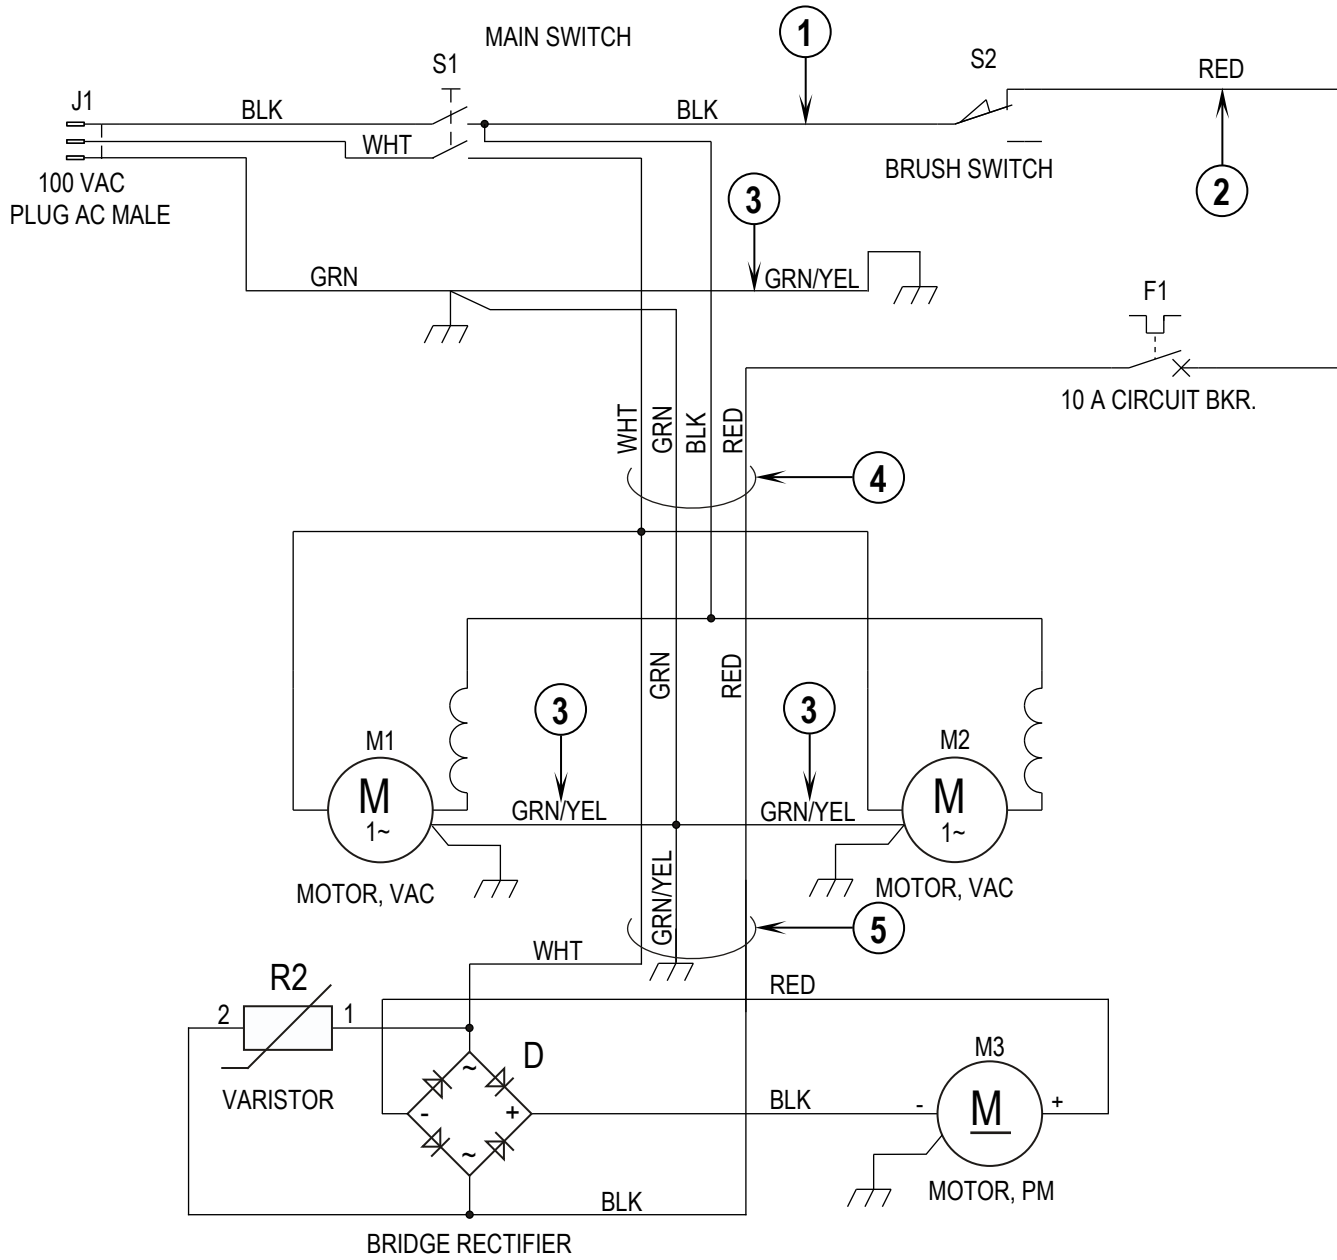 MAIN SWITCH
1
S1
S2
RED
J1
BLK
BLK
WHT
BRUSH SWITCH
100 VAC
PLUG AC MALE
3
2
GRN
GRN/YEL
F1
10 A CIRCUIT BKR.
WHT
GRN
BLK
RED
4
GRN
RED
3
3
M1
M2
M
1~
GRN/YEL
GRN/YEL
M
1~
MOTOR, VAC
MOTOR, VAC
GRN/YEL
5
WHT
R2
RED
2
1
D
M3
VARISTOR
~
-
+
~
BLK
-
M
+
MOTOR, PM
BLK
BRIDGE RECTIFIER